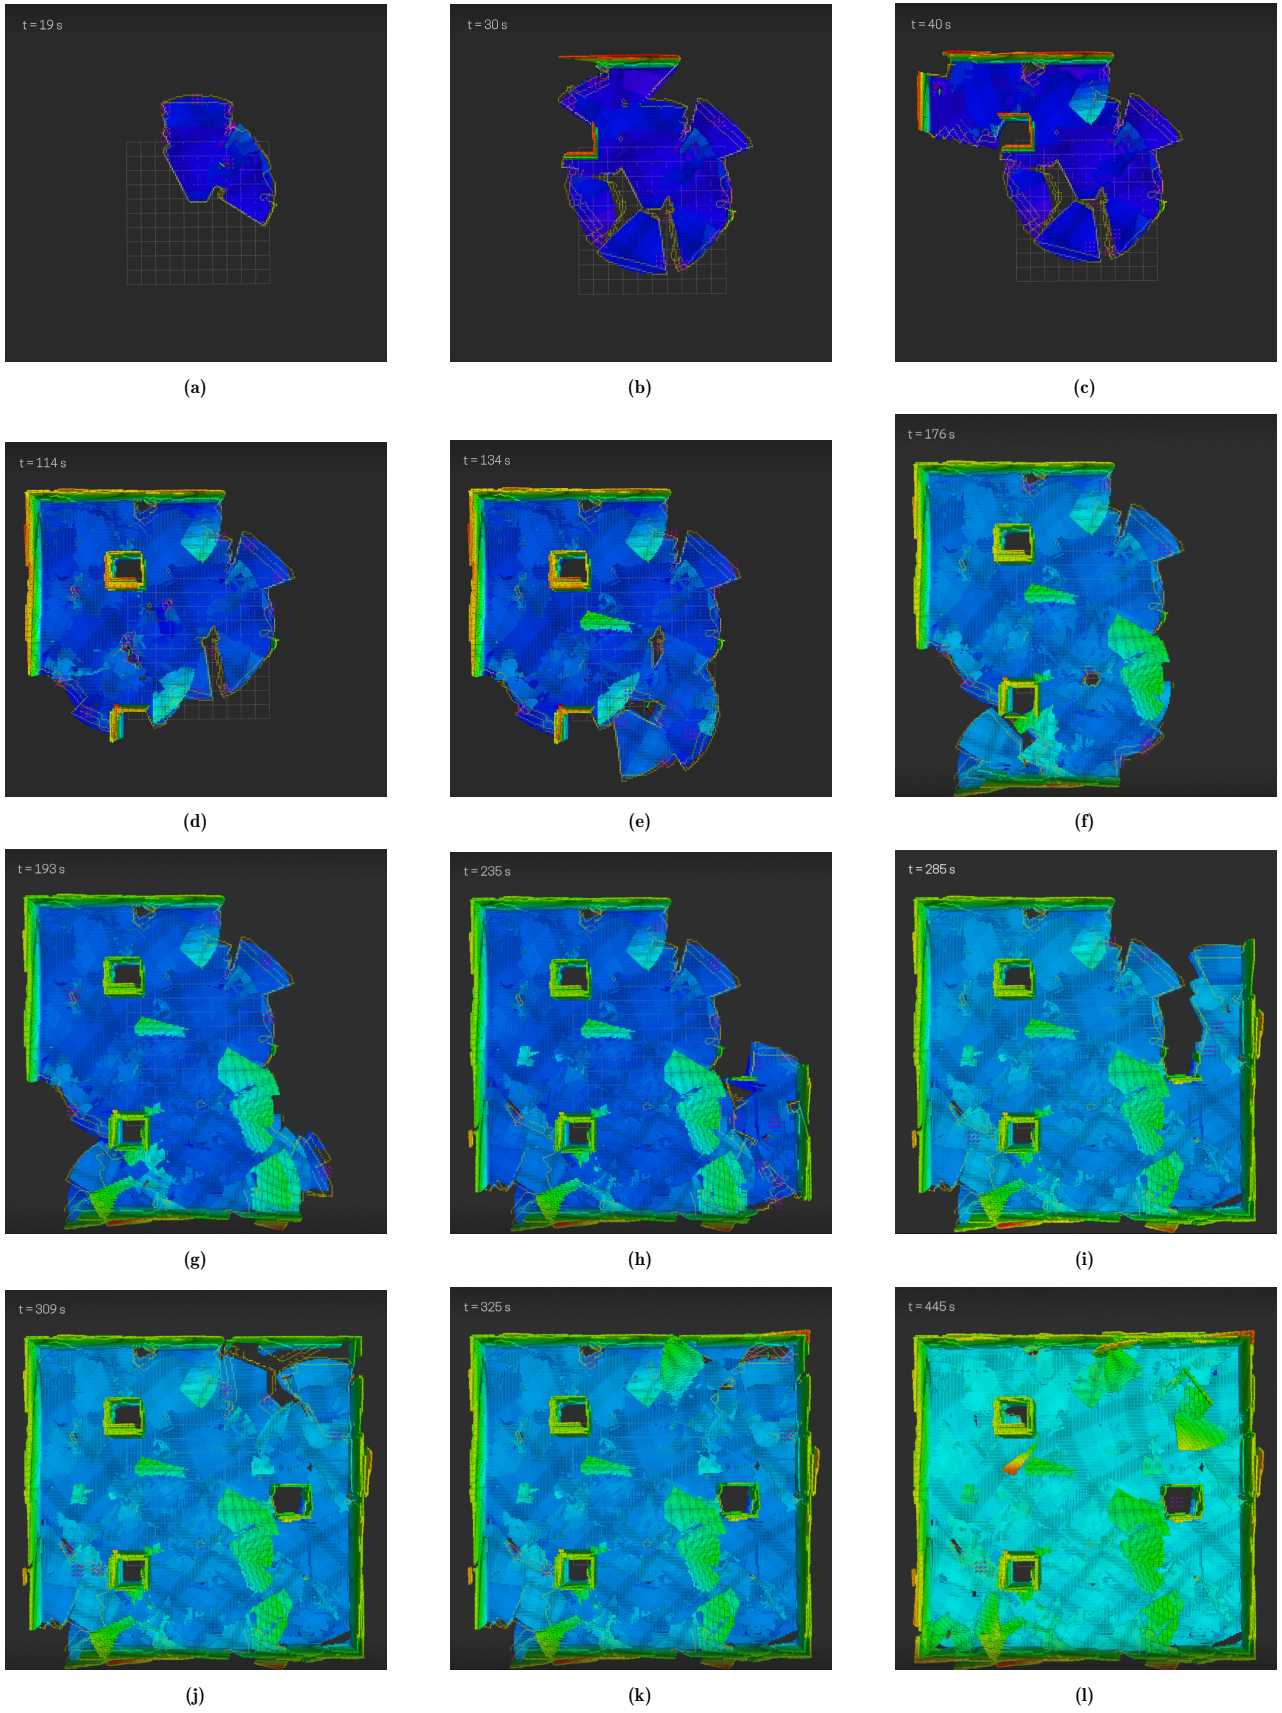 t = 19 s
t = 30 s
t = 40 s
(a)
(b)
(c)
t = 114 s
t = 134 s
t = 176 s
(d)
(e)
(f)
t = 193 s
t = 235 s
t = 285 s
(g)
(h)
(i)
t = 309 s
t = 325 s
t = 445 s
(j)
(k)
(l)